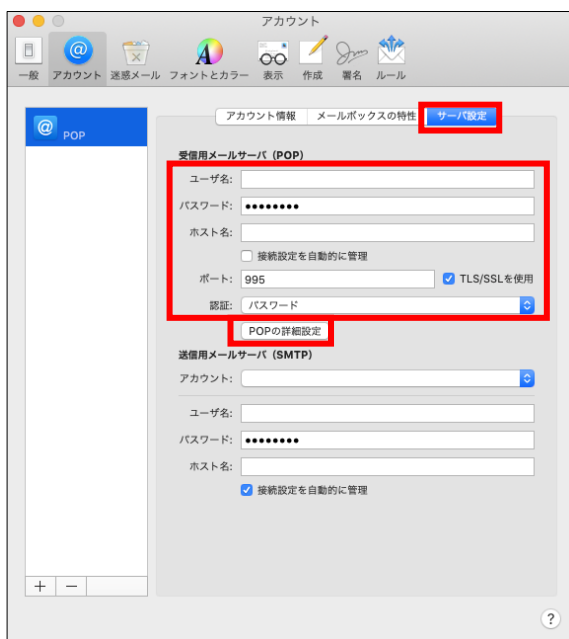 アカウント
一般 アカウント 迷惑メール フォントとカラー 表示 作成 署名 ルール
POP
アカウント情報 メールボックスの特性 サーバ設定
受信用メールサーバ（POP）
ユーザ名:
パスワード: ●●●●●●●●
ホスト名:
接続設定を自動的に管理
ポート: 995 TLS/SSLを使用
認証: パスワード
POPの詳細設定
送信用メールサーバ（SMTP）
アカウント:
ユーザ名:
パスワード: ●●●●●●●●
ホスト名:
接続設定を自動的に管理
+ −
?